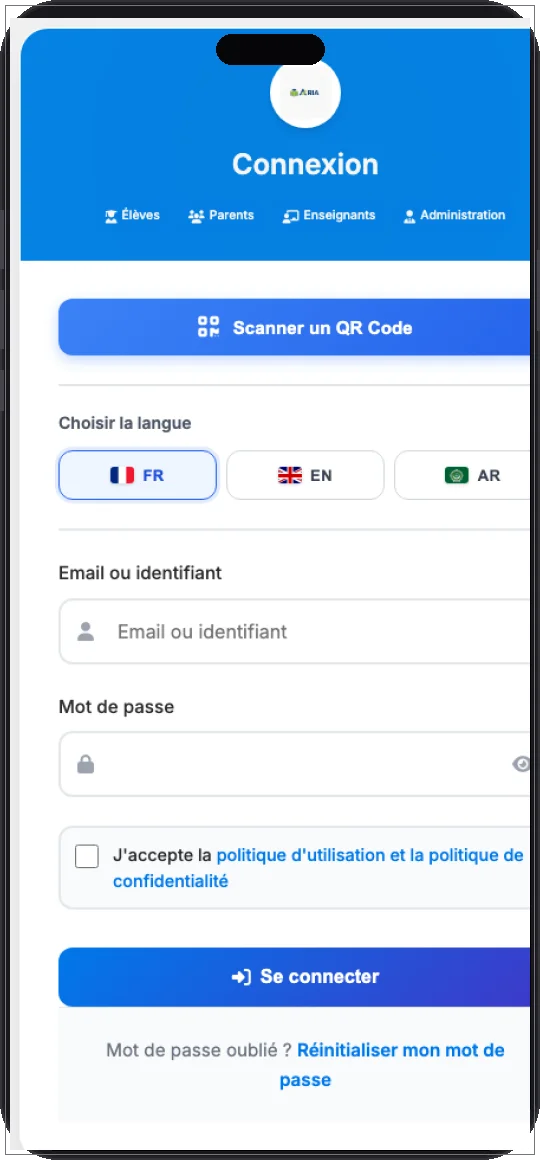 ARIA
Connexion
Élèves Parents Enseignants Administration
Scanner un QR Code
Choisir la langue
FR EN AR
Email ou identifiant
Email ou identifiant
Mot de passe
J'accepte la politique d'utilisation et la politique de
confidentialité
Se connecter
Mot de passe oublié ? Réinitialiser mon mot de
passe